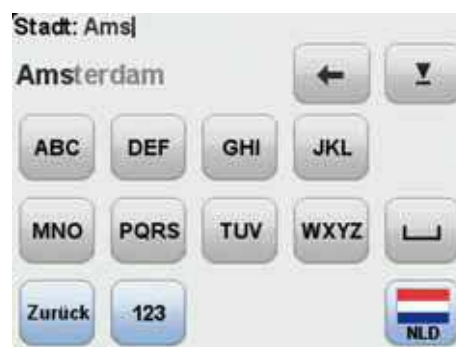 Stadt: Ams
Amsterdam
ABC DEF GHI JKL
MNO PQRS TUV WXYZ
Zurück 123 NLD